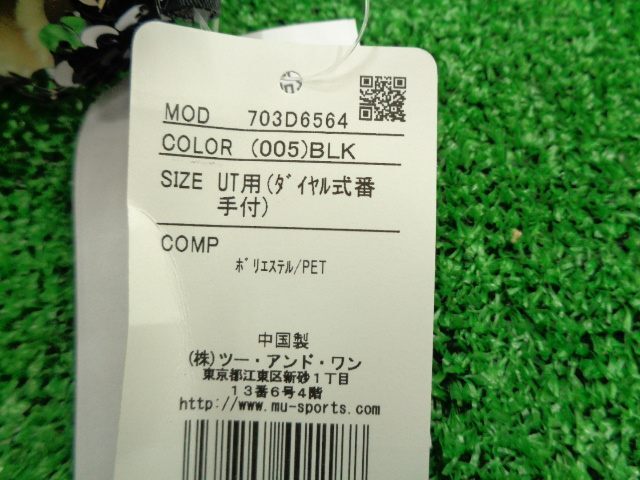 MOD 703D6564
COLOR (005)BLK
SIZE UT用(ﾀﾞｲﾔﾙ式番
手付)
COMP
ﾎﾟﾘｴｽﾃﾙ/PET
中国製
(株)ツー・アンド・ワン
東京都江東区新砂1丁目
13番6号4階
http://www.mu-sports.com